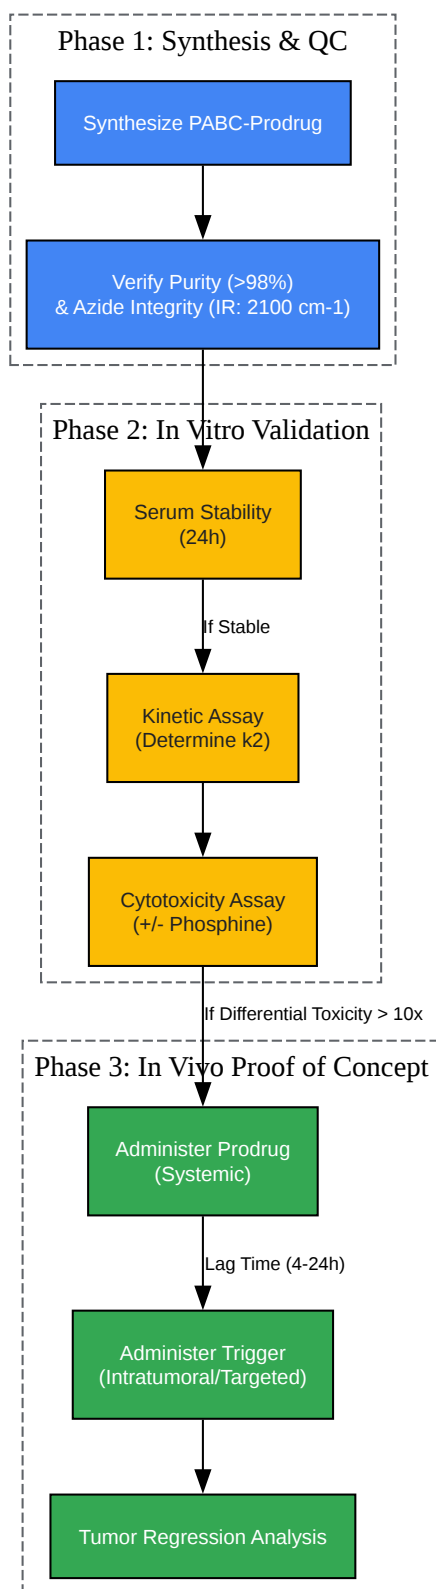 Phase 1: Synthesis & QC
Synthesize PABC-Prodrug
Verify Purity (>98%)
& Azide Integrity (IR: 2100 cm-1)
Phase 2: In Vitro Validation
Serum Stability
(24h)
If Stable
Kinetic Assay
(Determine k2)
Cytotoxicity Assay
(+/- Phosphine)
If Differential Toxicity > 10x
Phase 3: In Vivo Proof of Concept
Administer Prodrug
(Systemic)
Lag Time (4-24h)
Administer Trigger
(Intratumoral/Targeted)
Tumor Regression Analysis